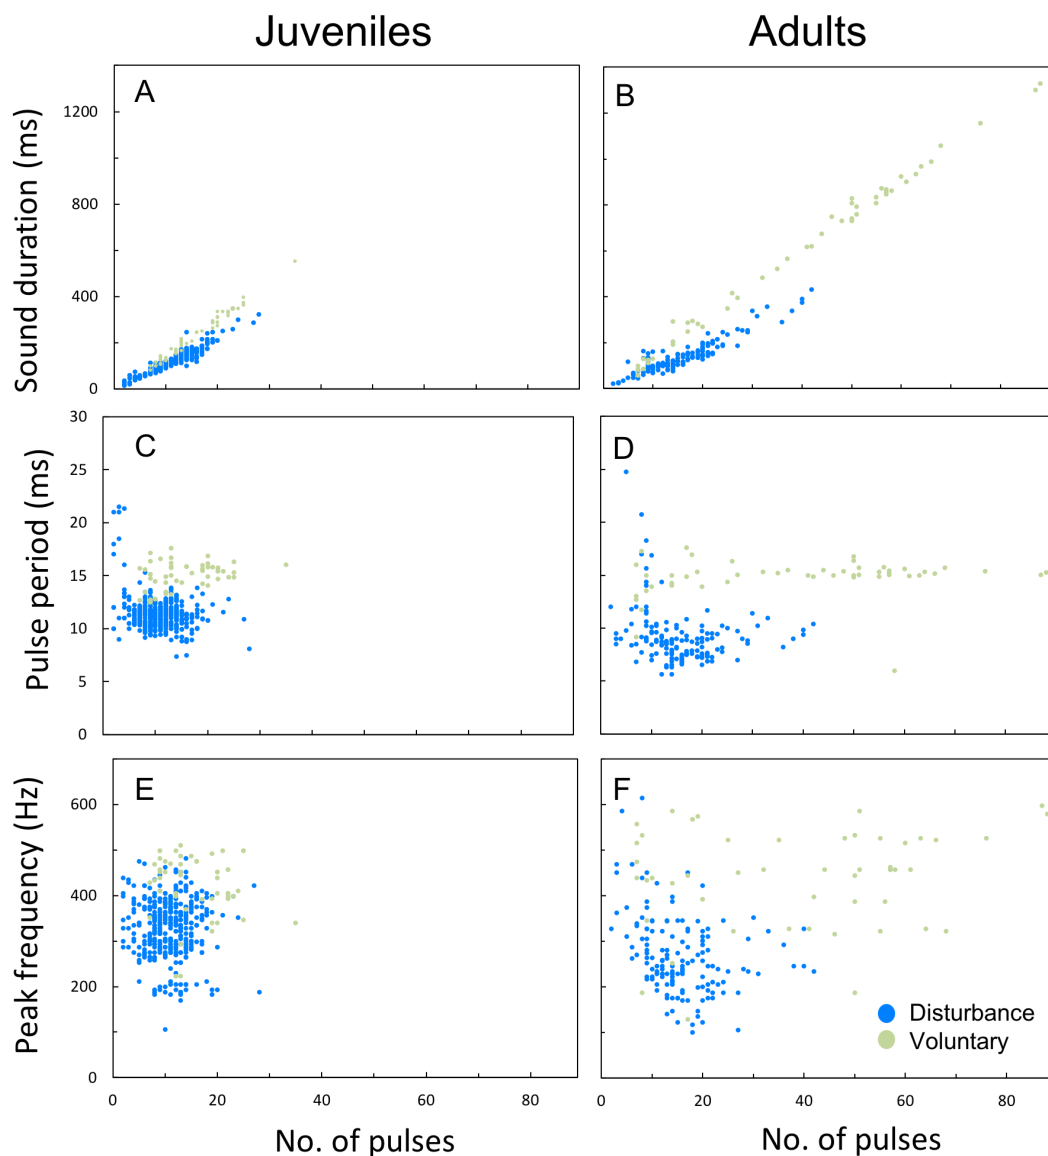 Juveniles
Adults
Sound duration (ms)
1200
800
400
0
A
B
Pulse period (ms)
30
25
20
15
10
5
0
C
D
Peak frequency (Hz)
600
400
200
0
E
F
Disturbance
Voluntary
0 20 40 60 80
0 20 40 60 80
No. of pulses
No. of pulses